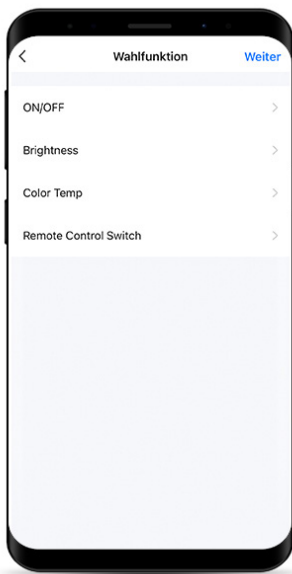 Wahlfunktion
Weiter
ON/OFF
Brightness
Color Temp
Remote Control Switch